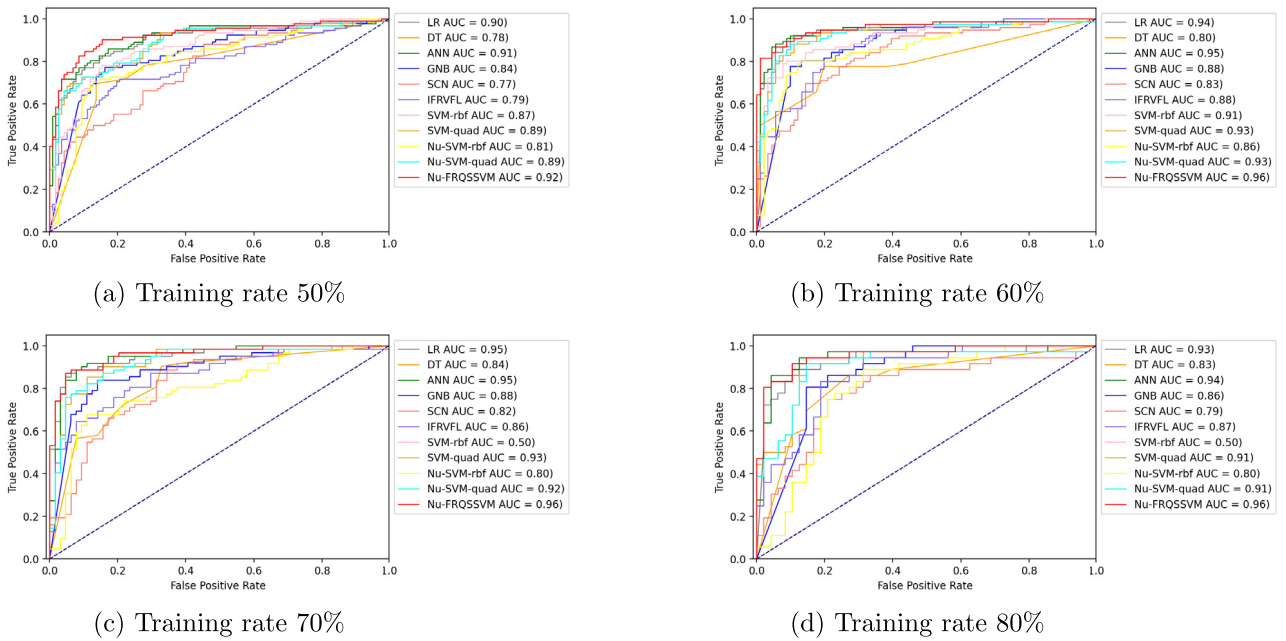 1.0
0.8
0.6
0.4
0.2
0.0
True Positive Rate
0.0 0.2 0.4 0.6 0.8 1.0
False Positive Rate
LR AUC = 0.90)
DT AUC = 0.78)
ANN AUC = 0.91)
GNB AUC = 0.84)
SCN AUC = 0.77)
IFRVFL AUC = 0.79)
SVM-rbf AUC = 0.87)
SVM-quad AUC = 0.89)
Nu-SVM-rbf AUC = 0.81)
Nu-SVM-quad AUC = 0.89)
Nu-FRQSSVM AUC = 0.92)
(a) Training rate 50%
1.0
0.8
0.6
0.4
0.2
0.0
True Positive Rate
0.0 0.2 0.4 0.6 0.8 1.0
False Positive Rate
LR AUC = 0.94)
DT AUC = 0.80)
ANN AUC = 0.95)
GNB AUC = 0.88)
SCN AUC = 0.83)
IFRVFL AUC = 0.88)
SVM-rbf AUC = 0.91)
SVM-quad AUC = 0.93)
Nu-SVM-rbf AUC = 0.86)
Nu-SVM-quad AUC = 0.93)
Nu-FRQSSVM AUC = 0.96)
(b) Training rate 60%
1.0
0.8
0.6
0.4
0.2
0.0
True Positive Rate
0.0 0.2 0.4 0.6 0.8 1.0
False Positive Rate
LR AUC = 0.95)
DT AUC = 0.84)
ANN AUC = 0.95)
GNB AUC = 0.88)
SCN AUC = 0.82)
IFRVFL AUC = 0.86)
SVM-rbf AUC = 0.50)
SVM-quad AUC = 0.93)
Nu-SVM-rbf AUC = 0.80)
Nu-SVM-quad AUC = 0.92)
Nu-FRQSSVM AUC = 0.96)
(c) Training rate 70%
1.0
0.8
0.6
0.4
0.2
0.0
True Positive Rate
0.0 0.2 0.4 0.6 0.8 1.0
False Positive Rate
LR AUC = 0.93)
DT AUC = 0.83)
ANN AUC = 0.94)
GNB AUC = 0.86)
SCN AUC = 0.79)
IFRVFL AUC = 0.87)
SVM-rbf AUC = 0.50)
SVM-quad AUC = 0.91)
Nu-SVM-rbf AUC = 0.80)
Nu-SVM-quad AUC = 0.91)
Nu-FRQSSVM AUC = 0.96)
(d) Training rate 80%